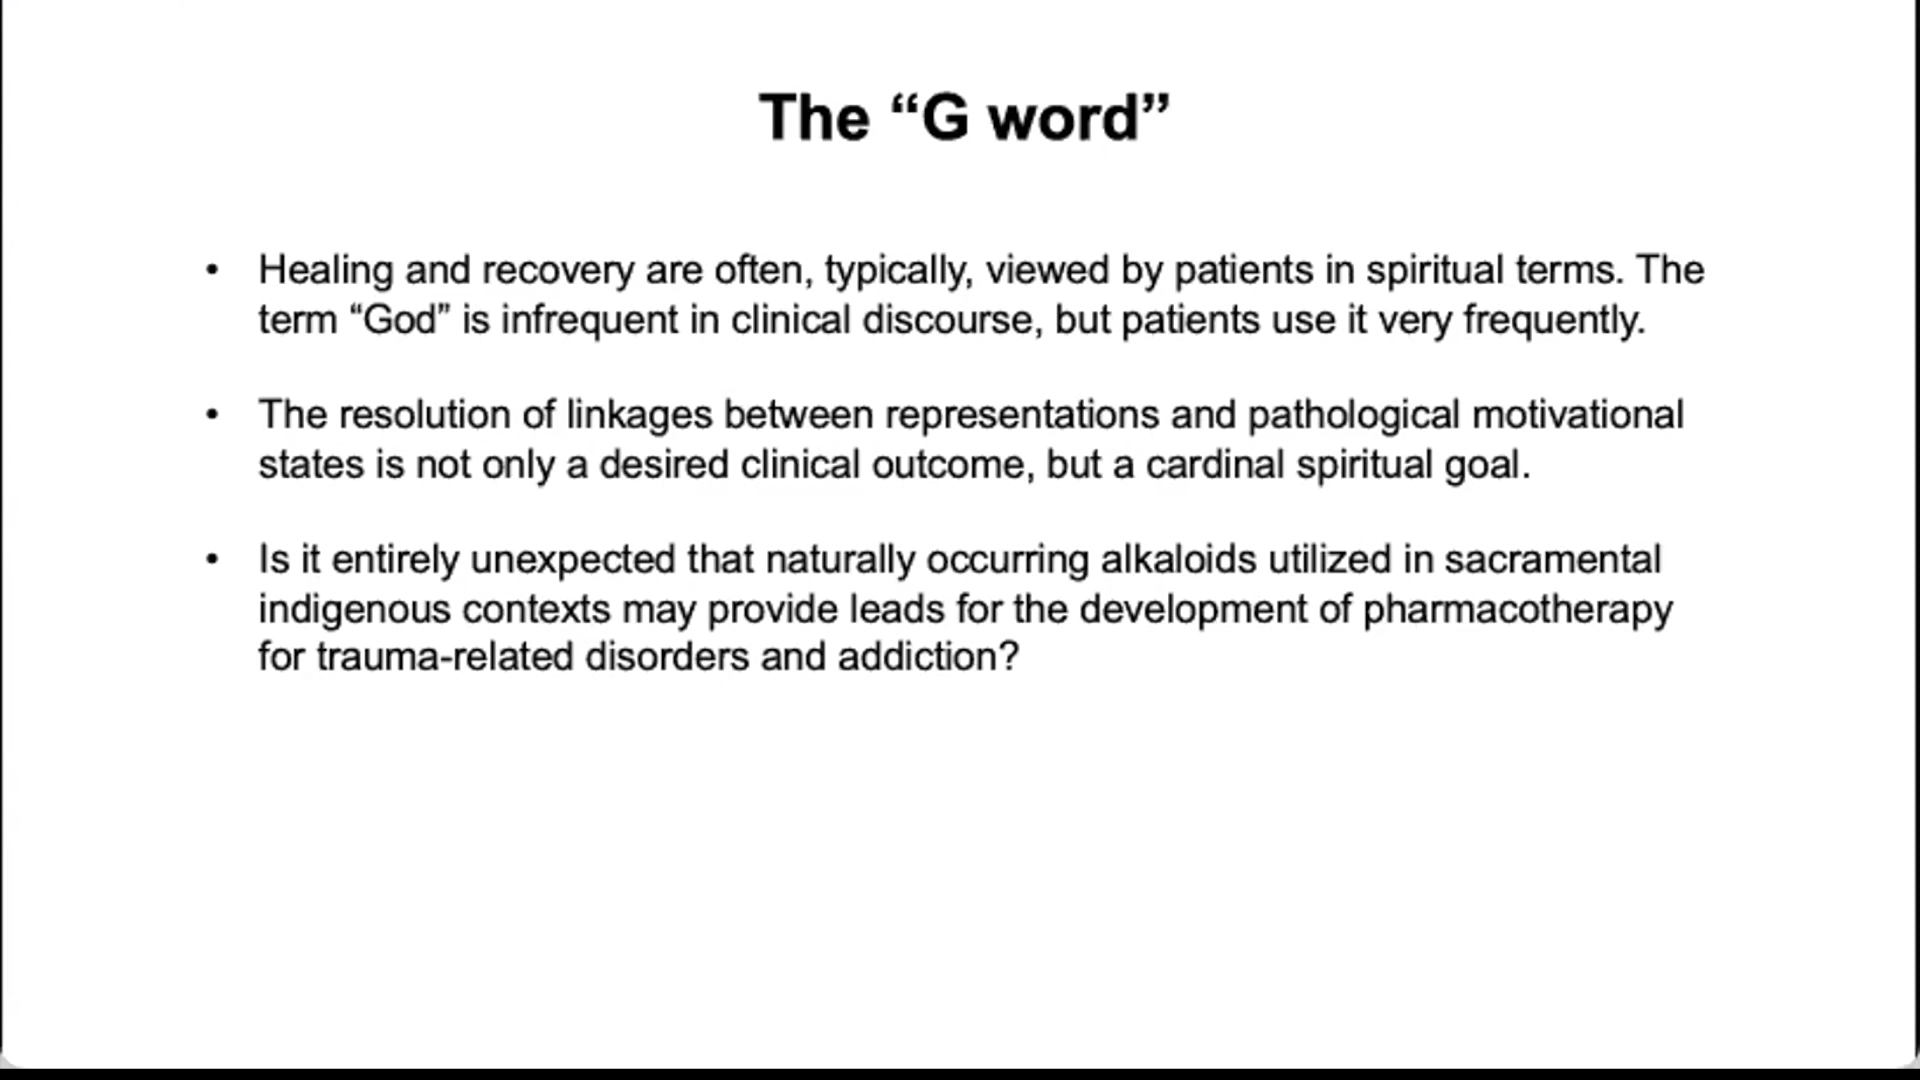 The “G word”
• Healing and recovery are often, typically, viewed by patients in spiritual terms. The
term “God” is infrequent in clinical discourse, but patients use it very frequently.
• The resolution of linkages between representations and pathological motivational
states is not only a desired clinical outcome, but a cardinal spiritual goal.
• Is it entirely unexpected that naturally occurring alkaloids utilized in sacramental
indigenous contexts may provide leads for the development of pharmacotherapy
for trauma-related disorders and addiction?